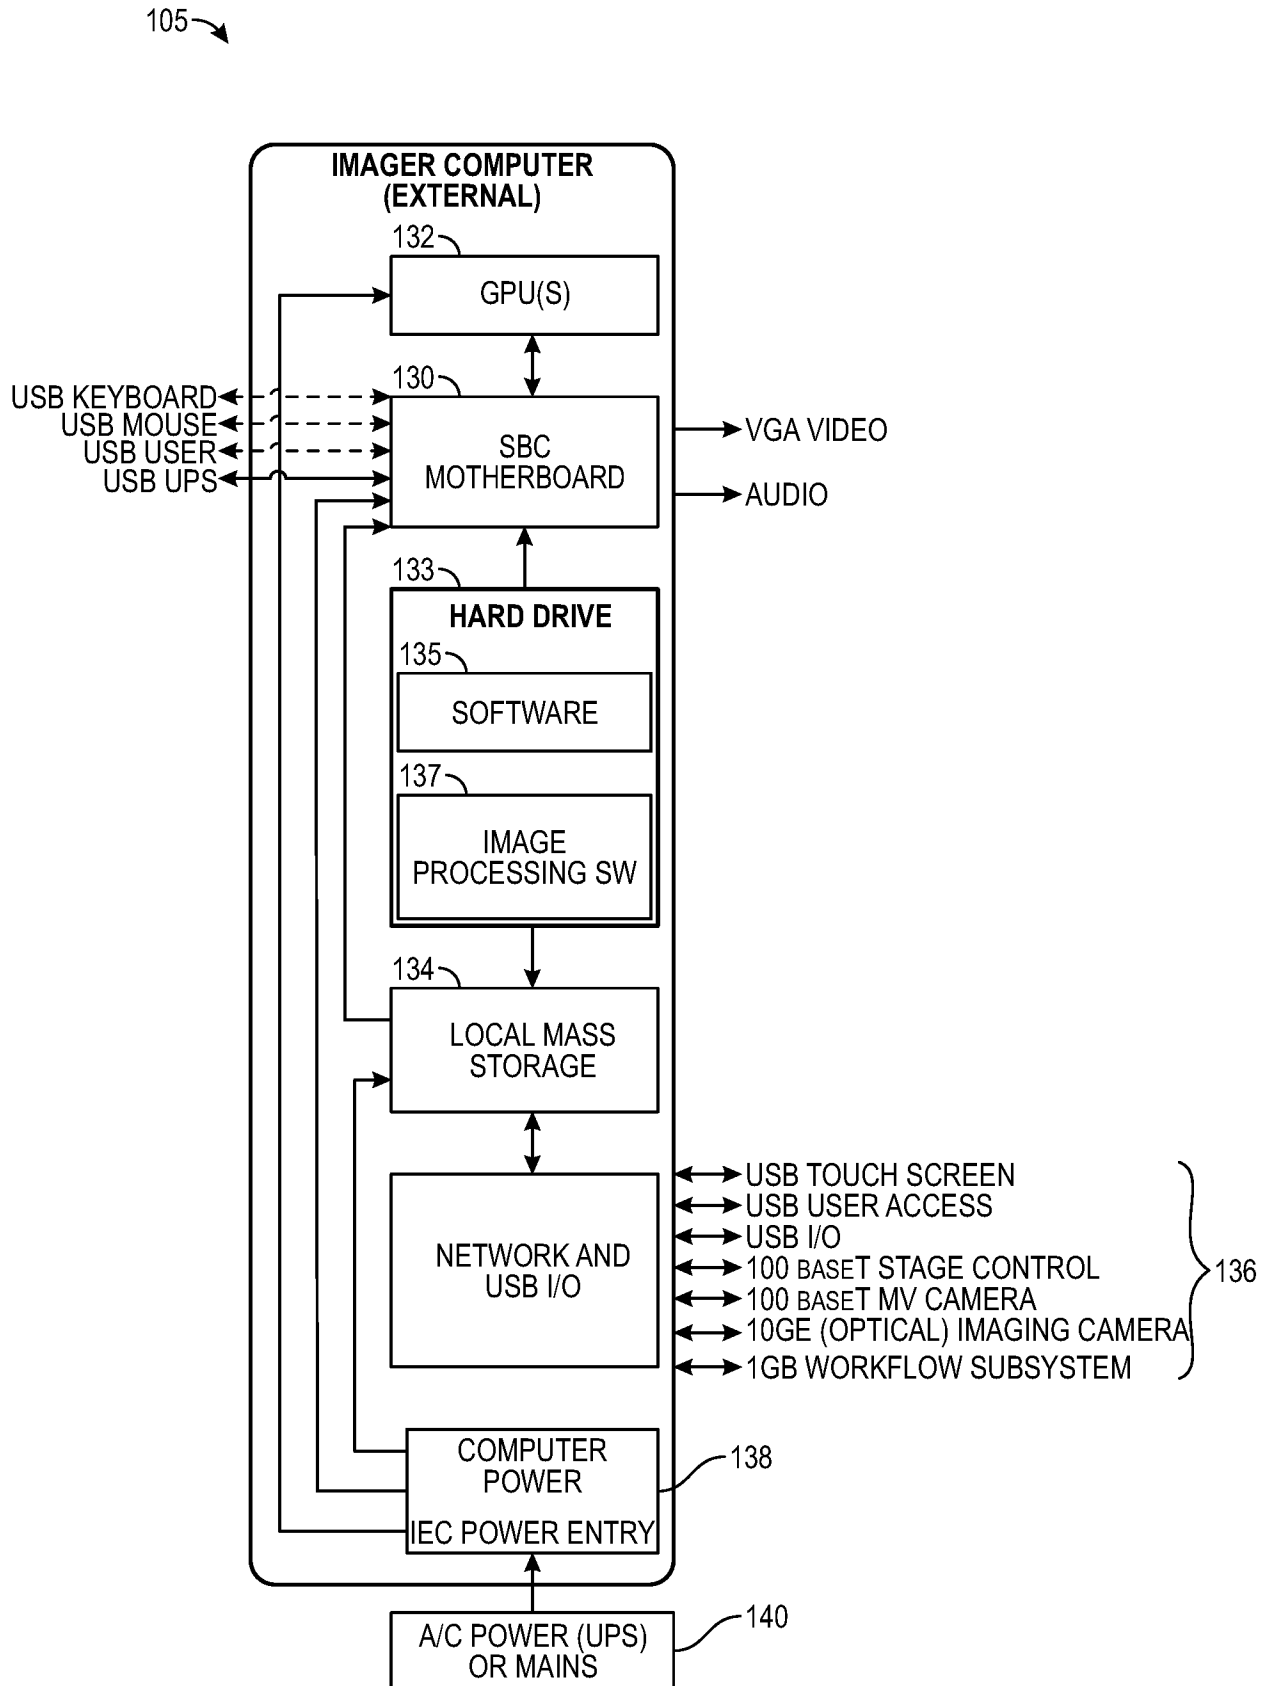 105
IMAGER COMPUTER
(EXTERNAL)
132
GPU(S)
130
SBC
MOTHERBOARD
USB KEYBOARD
USB MOUSE
USB USER
USB UPS
VGA VIDEO
AUDIO
133
HARD DRIVE
135
SOFTWARE
137
IMAGE
PROCESSING SW
134
LOCAL MASS
STORAGE
NETWORK AND
USB I/O
USB TOUCH SCREEN
USB USER ACCESS
USB I/O
100 BASET STAGE CONTROL
100 BASET MV CAMERA
10GE (OPTICAL) IMAGING CAMERA
1GB WORKFLOW SUBSYSTEM
136
COMPUTER
POWER
IEC POWER ENTRY
138
A/C POWER (UPS)
OR MAINS
140